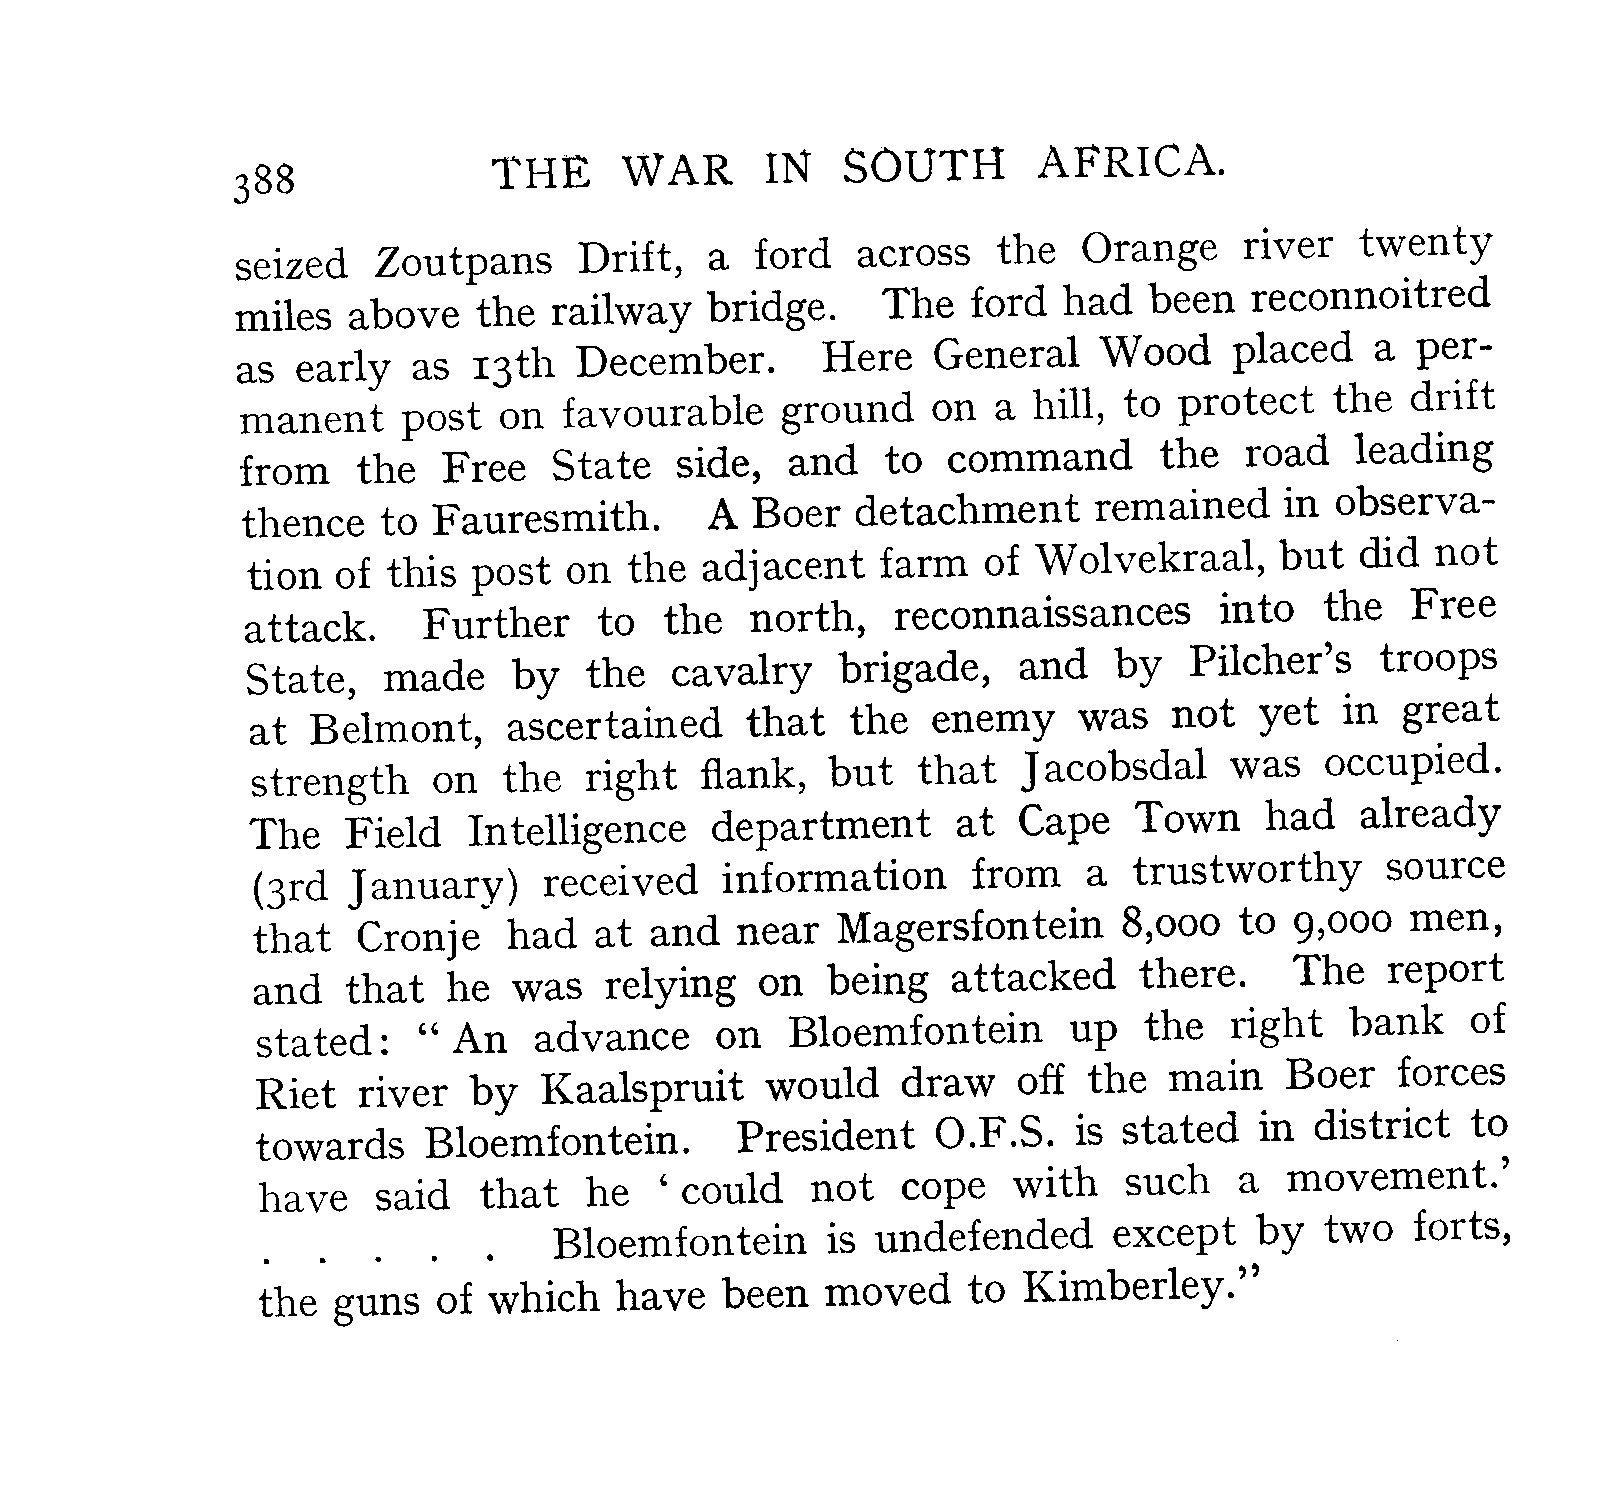 388 THE WAR IN SOUTH AFRICA.
seized Zoutpans Drift, a ford across the Orange river twenty
miles above the railway bridge. The ford had been reconnoitred
as early as 13th December. Here General Wood placed a per-
manent post on favourable ground on a hill, to protect the drift
from the Free State side, and to command the road leading
thence to Fauresmith. A Boer detachment remained in observa-
tion of this post on the adjacent farm of Wolvekraal, but did not
attack. Further to the north, reconnaissances into the Free
State, made by the cavalry brigade, and by Pilcher's troops
at Belmont, ascertained that the enemy was not yet in great
strength on the right flank, but that Jacobsdal was occupied.
The Field Intelligence department at Cape Town had already
(3rd January) received information from a trustworthy source
that Cronje had at and near Magersfontein 8,000 to 9,000 men,
and that he was relying on being attacked there. The report
stated: “ An advance on Bloemfontein up the right bank of
Riet river by Kaalspruit would draw off the main Boer forces
towards Bloemfontein. President O.F.S. is stated in district to
have said that he ‘ could not cope with such a movement.’
. . . . . Bloemfontein is undefended except by two forts,
the guns of which have been moved to Kimberley.”